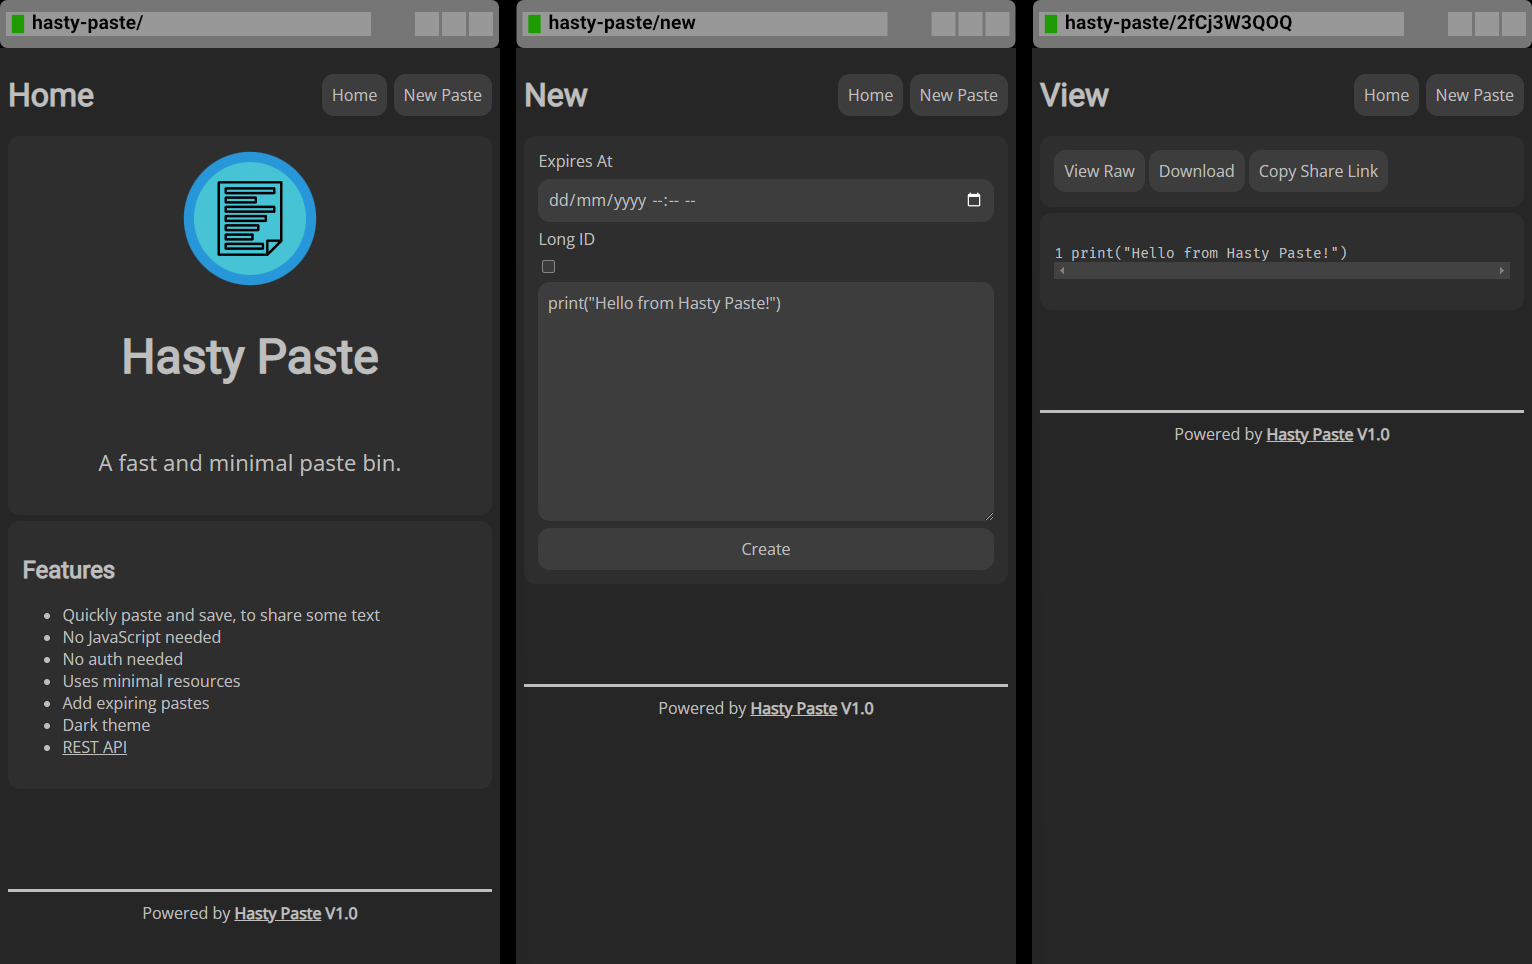 hasty-paste/
Home
Home
New Paste
Hasty Paste
A fast and minimal paste bin.
Features
Quickly paste and save, to share some text
No JavaScript needed
No auth needed
Uses minimal resources
Add expiring pastes
Dark theme
REST API
Powered by Hasty Paste V1.0
hasty-paste/new
New
Home
New Paste
Expires At
dd/mm/yyyy --:-- --
Long ID
print("Hello from Hasty Paste!")
Create
Powered by Hasty Paste V1.0
hasty-paste/2fCj3W3QOQ
View
Home
New Paste
View Raw
Download
Copy Share Link
1 print("Hello from Hasty Paste!")
Powered by Hasty Paste V1.0